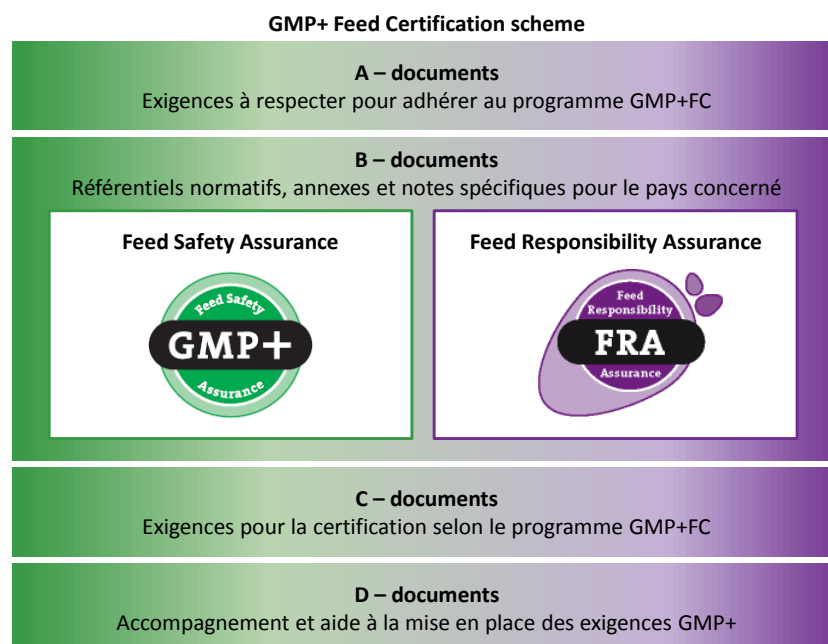 GMP+ Feed Certification scheme
A – documents
Exigences à respecter pour adhérer au programme GMP+FC
B – documents
Référentiels normatifs, annexes et notes spécifiques pour le pays concerné
Feed Safety Assurance
Feed Safety
GMP+
Assurance
Feed Responsibility Assurance
Feed
Responsibility
FRA
Assurance
C – documents
Exigences pour la certification selon le programme GMP+FC
D – documents
Accompagnement et aide à la mise en place des exigences GMP+